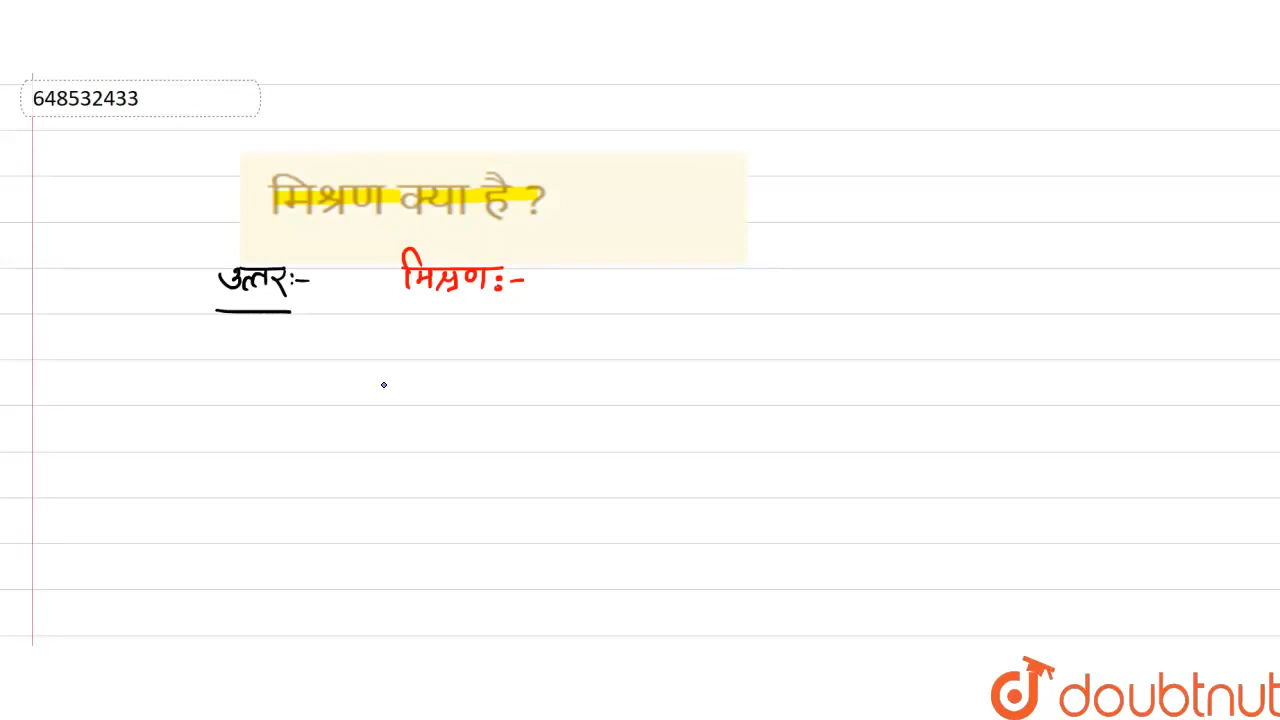 648532433
मिश्रण क्या है ?
उत्तर:- मिश्रण:-
doubtnut